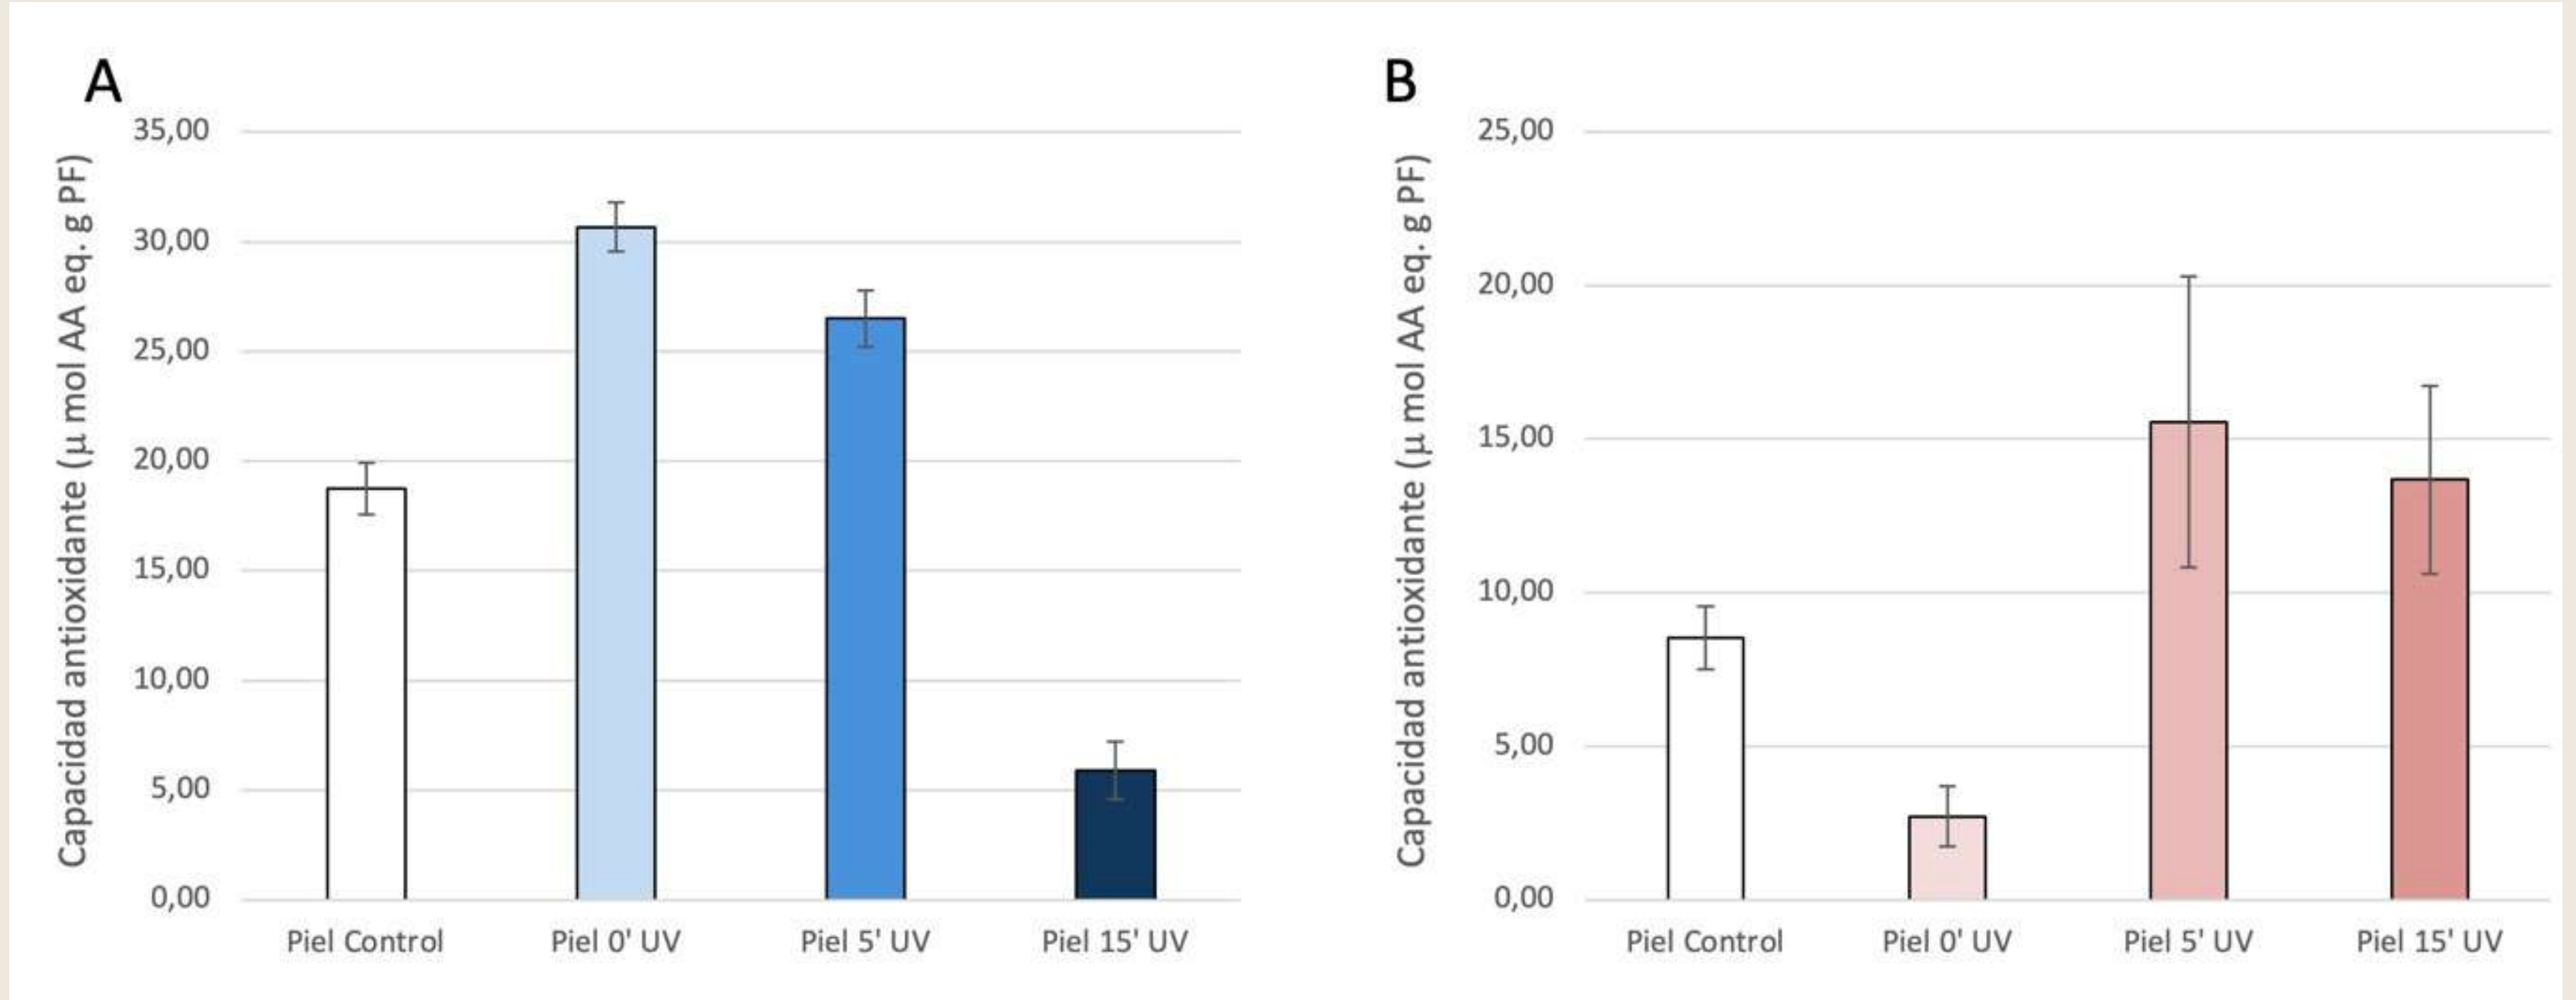 A
Capacidad antioxidante (µ mol AA eq. g PF)
35,00
30,00
25,00
20,00
15,00
10,00
5,00
0,00
Piel Control
Piel 0' UV
Piel 5' UV
Piel 15' UV
B
Capacidad antioxidante (µ mol AA eq. g PF)
25,00
20,00
15,00
10,00
5,00
0,00
Piel Control
Piel 0' UV
Piel 5' UV
Piel 15' UV